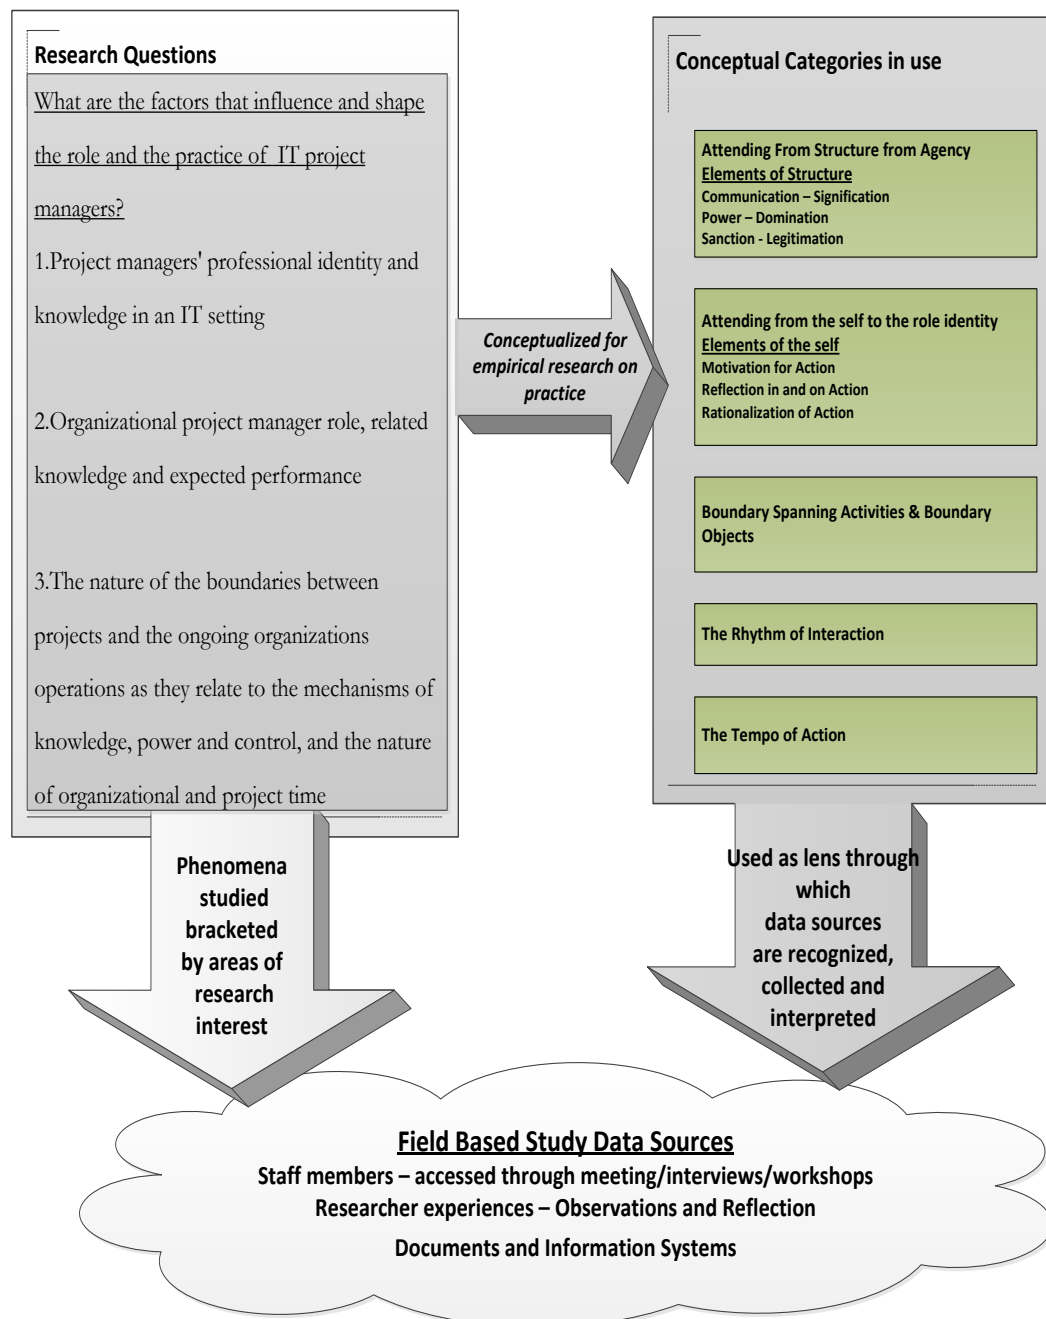 Research Questions
What are the factors that influence and shape
the role and the practice of IT project
managers?
1.Project managers' professional identity and
knowledge in an IT setting
2.Organizational project manager role, related
knowledge and expected performance
3.The nature of the boundaries between
projects and the ongoing organizations
operations as they relate to the mechanisms of
knowledge, power and control, and the nature
of organizational and project time
Conceptualized for
empirical research on
practice
Conceptual Categories in use
Attending From Structure from Agency
Elements of Structure
Communication – Signification
Power – Domination
Sanction - Legitimation
Attending from the self to the role identity
Elements of the self
Motivation for Action
Reflection in and on Action
Rationalization of Action
Boundary Spanning Activities & Boundary
Objects
The Rhythm of Interaction
The Tempo of Action
Phenomena
studied
bracketed
by areas of
research
interest
Used as lens through
which
data sources
are recognized,
collected and
interpreted
Field Based Study Data Sources
Staff members – accessed through meeting/interviews/workshops
Researcher experiences – Observations and Reflection
Documents and Information Systems